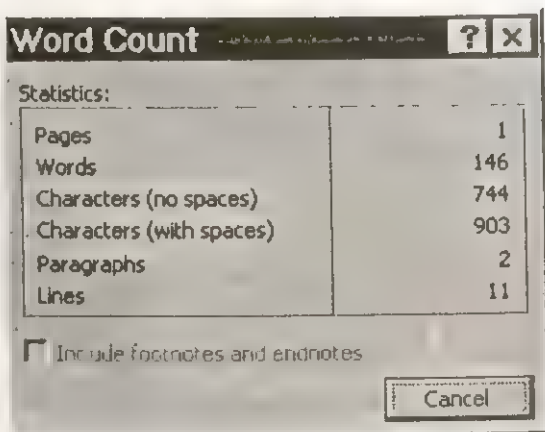 Word Count ? X
Statistics:
Pages 1
Words 146
Characters (no spaces) 744
Characters (with spaces) 903
Paragraphs 2
Lines 11
Include footnotes and endnotes
Cancel